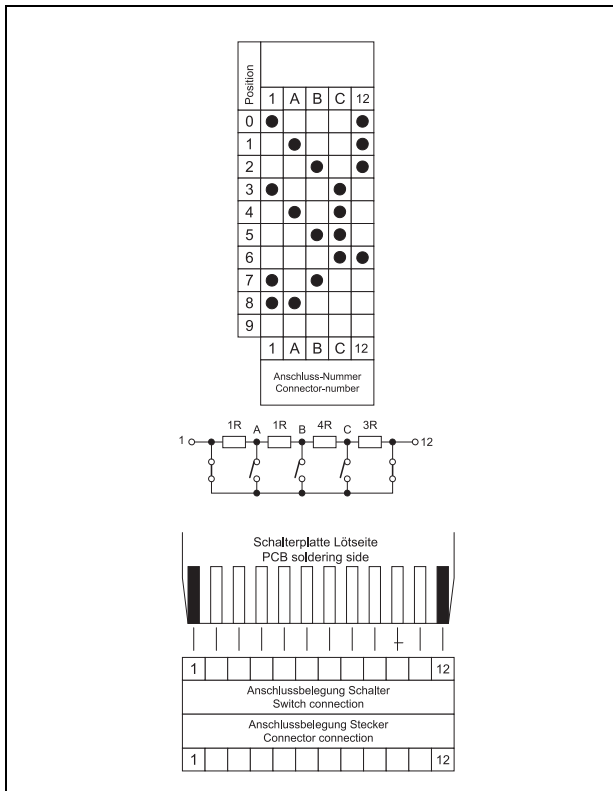 Position
1 A B C 12
0
1
2
3
4
5
6
7
8
9
1 A B C 12
Anschluss-Nummer
Connector-number
1R A 1R B 4R C 3R
1 12
Schalterplatte Lötseite
PCB soldering side
1 12
Anschlussbelegung Schalter
Switch connection
Anschlussbelegung Stecker
Connector connection
1 12